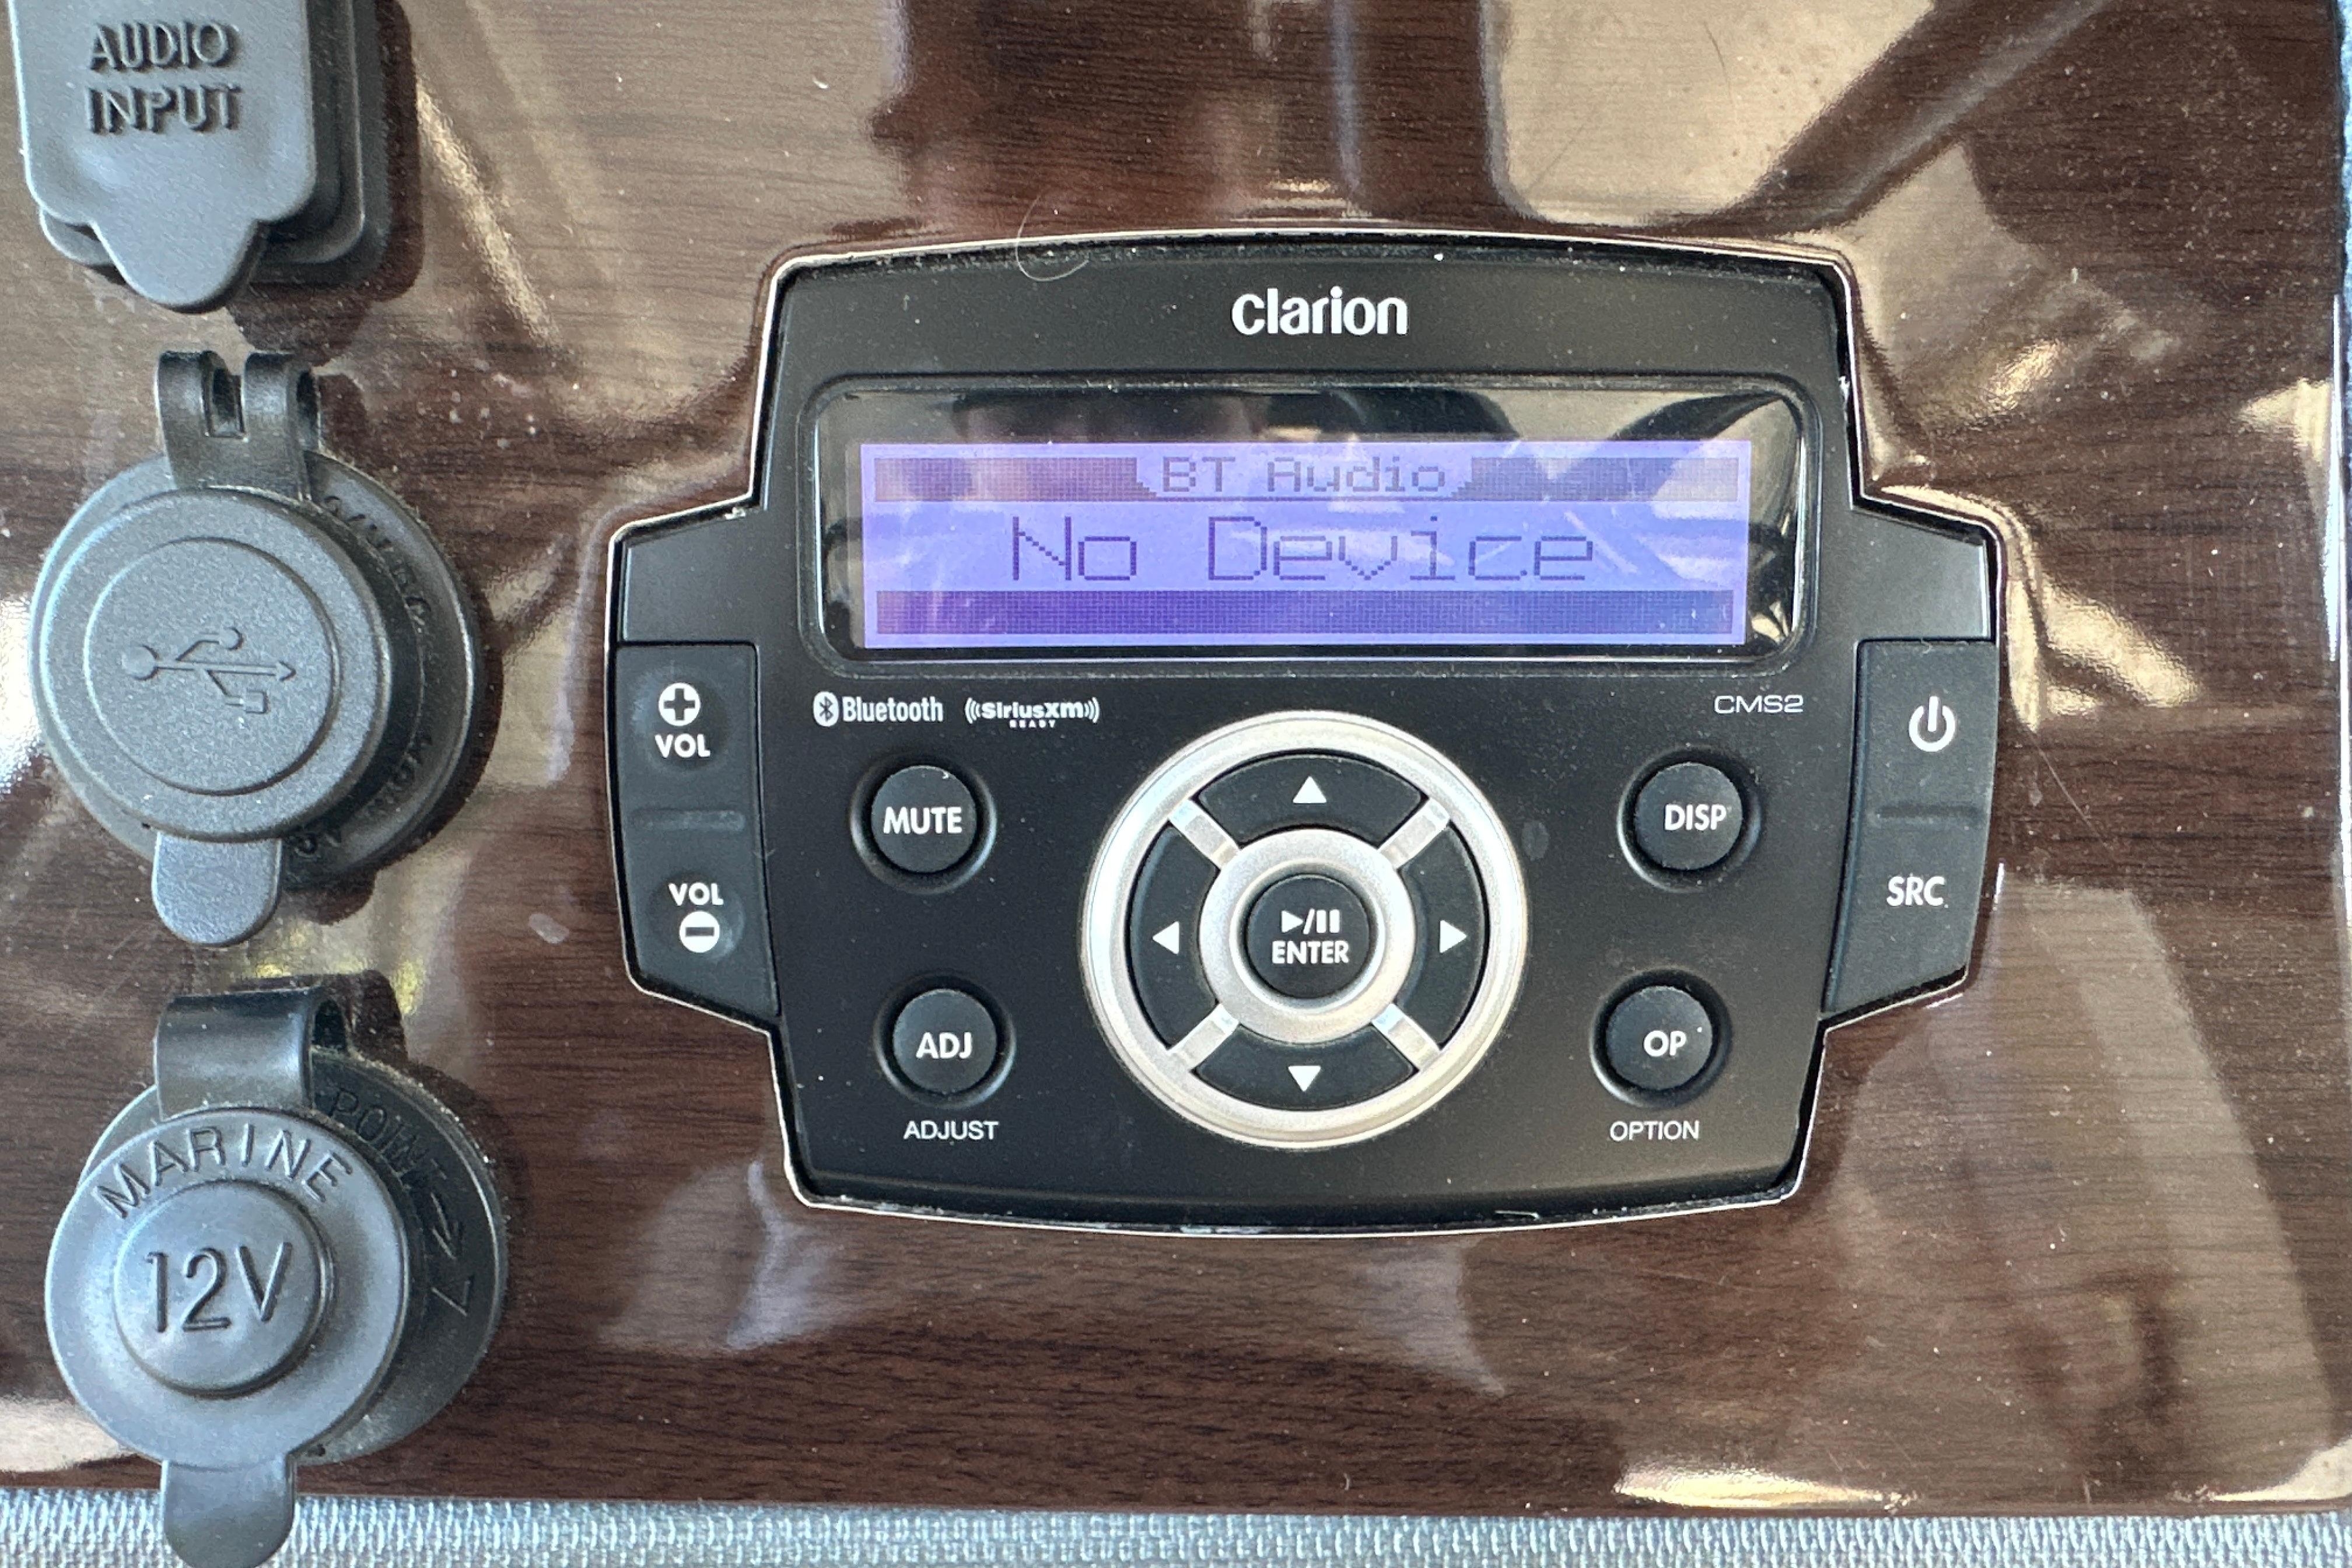 AUDIO
INPUT
clarion
BT Audio
No Device
Bluetooth
((SiriusXM))
READY
CMS2
VOL
MUTE
DISP
VOL
SRC
ENTER
ADJ
OP
ADJUST
OPTION
MARINE
12V